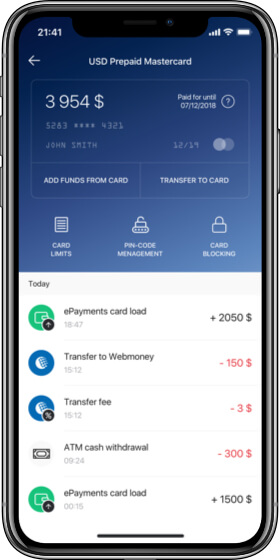 21:41
USD Prepaid Mastercard
3 954 $
Paid for until
07/12/2018
?
5283 **** 4321
JOHN SMITH 12/19
ADD FUNDS FROM CARD TRANSFER TO CARD
CARD
LIMITS
PIN-CODE
MENAGEMENT
CARD
BLOCKING
Today
ePayments card load
18:47
+ 2050 $
Transfer to Webmoney
15:12
- 150 $
Transfer fee
15:12
- 3 $
ATM cash withdrawal
09:24
- 300 $
ePayments card load
00:15
+ 1500 $